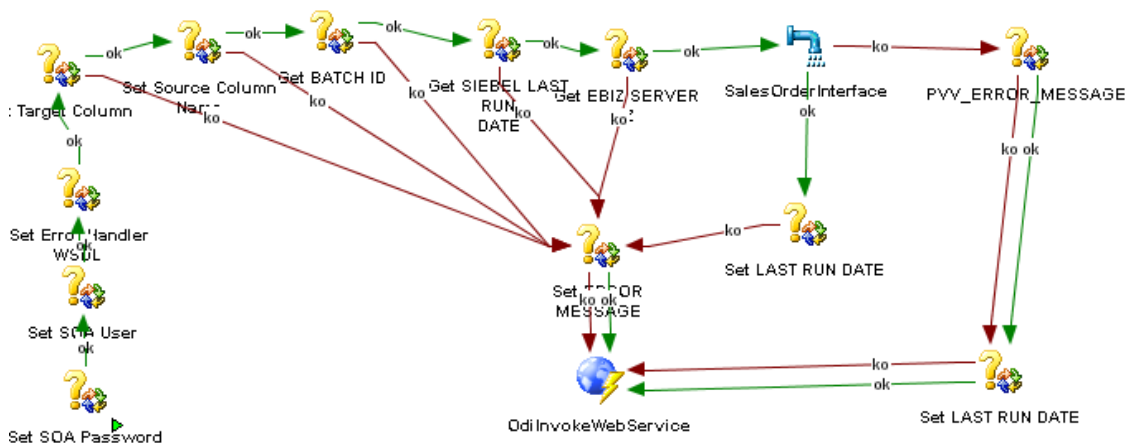 ok
ok
ok
ok
ok
ko
Set Source Column
Get BATCH ID
Get SIEBEL LAST
RUN
DATE
Get EBIZ SERVER
SalesOrderInterface
PVV_ERROR_MESSAGE
Target Column
ko
ko
ko
ko
ko
ok
ok
ko
ok
Set Error Handler
WSDL
ok
ko
Set LAST RUN DATE
Set ERROR
MESSAGE
ko
ok
Set SOA User
ok
ko
ok
OdiInvokeWebService
Set LAST RUN DATE
Set SOA Password